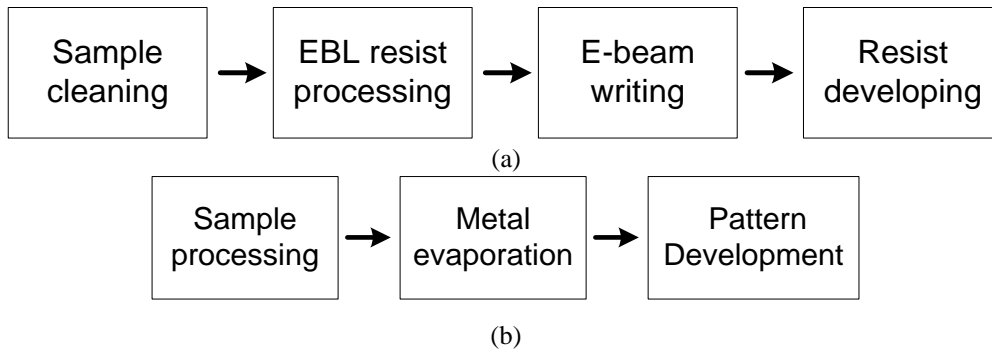 Sample
cleaning
EBL resist
processing
E-beam
writing
Resist
developing
(a)
Sample
processing
Metal
evaporation
Pattern
Development
(b)